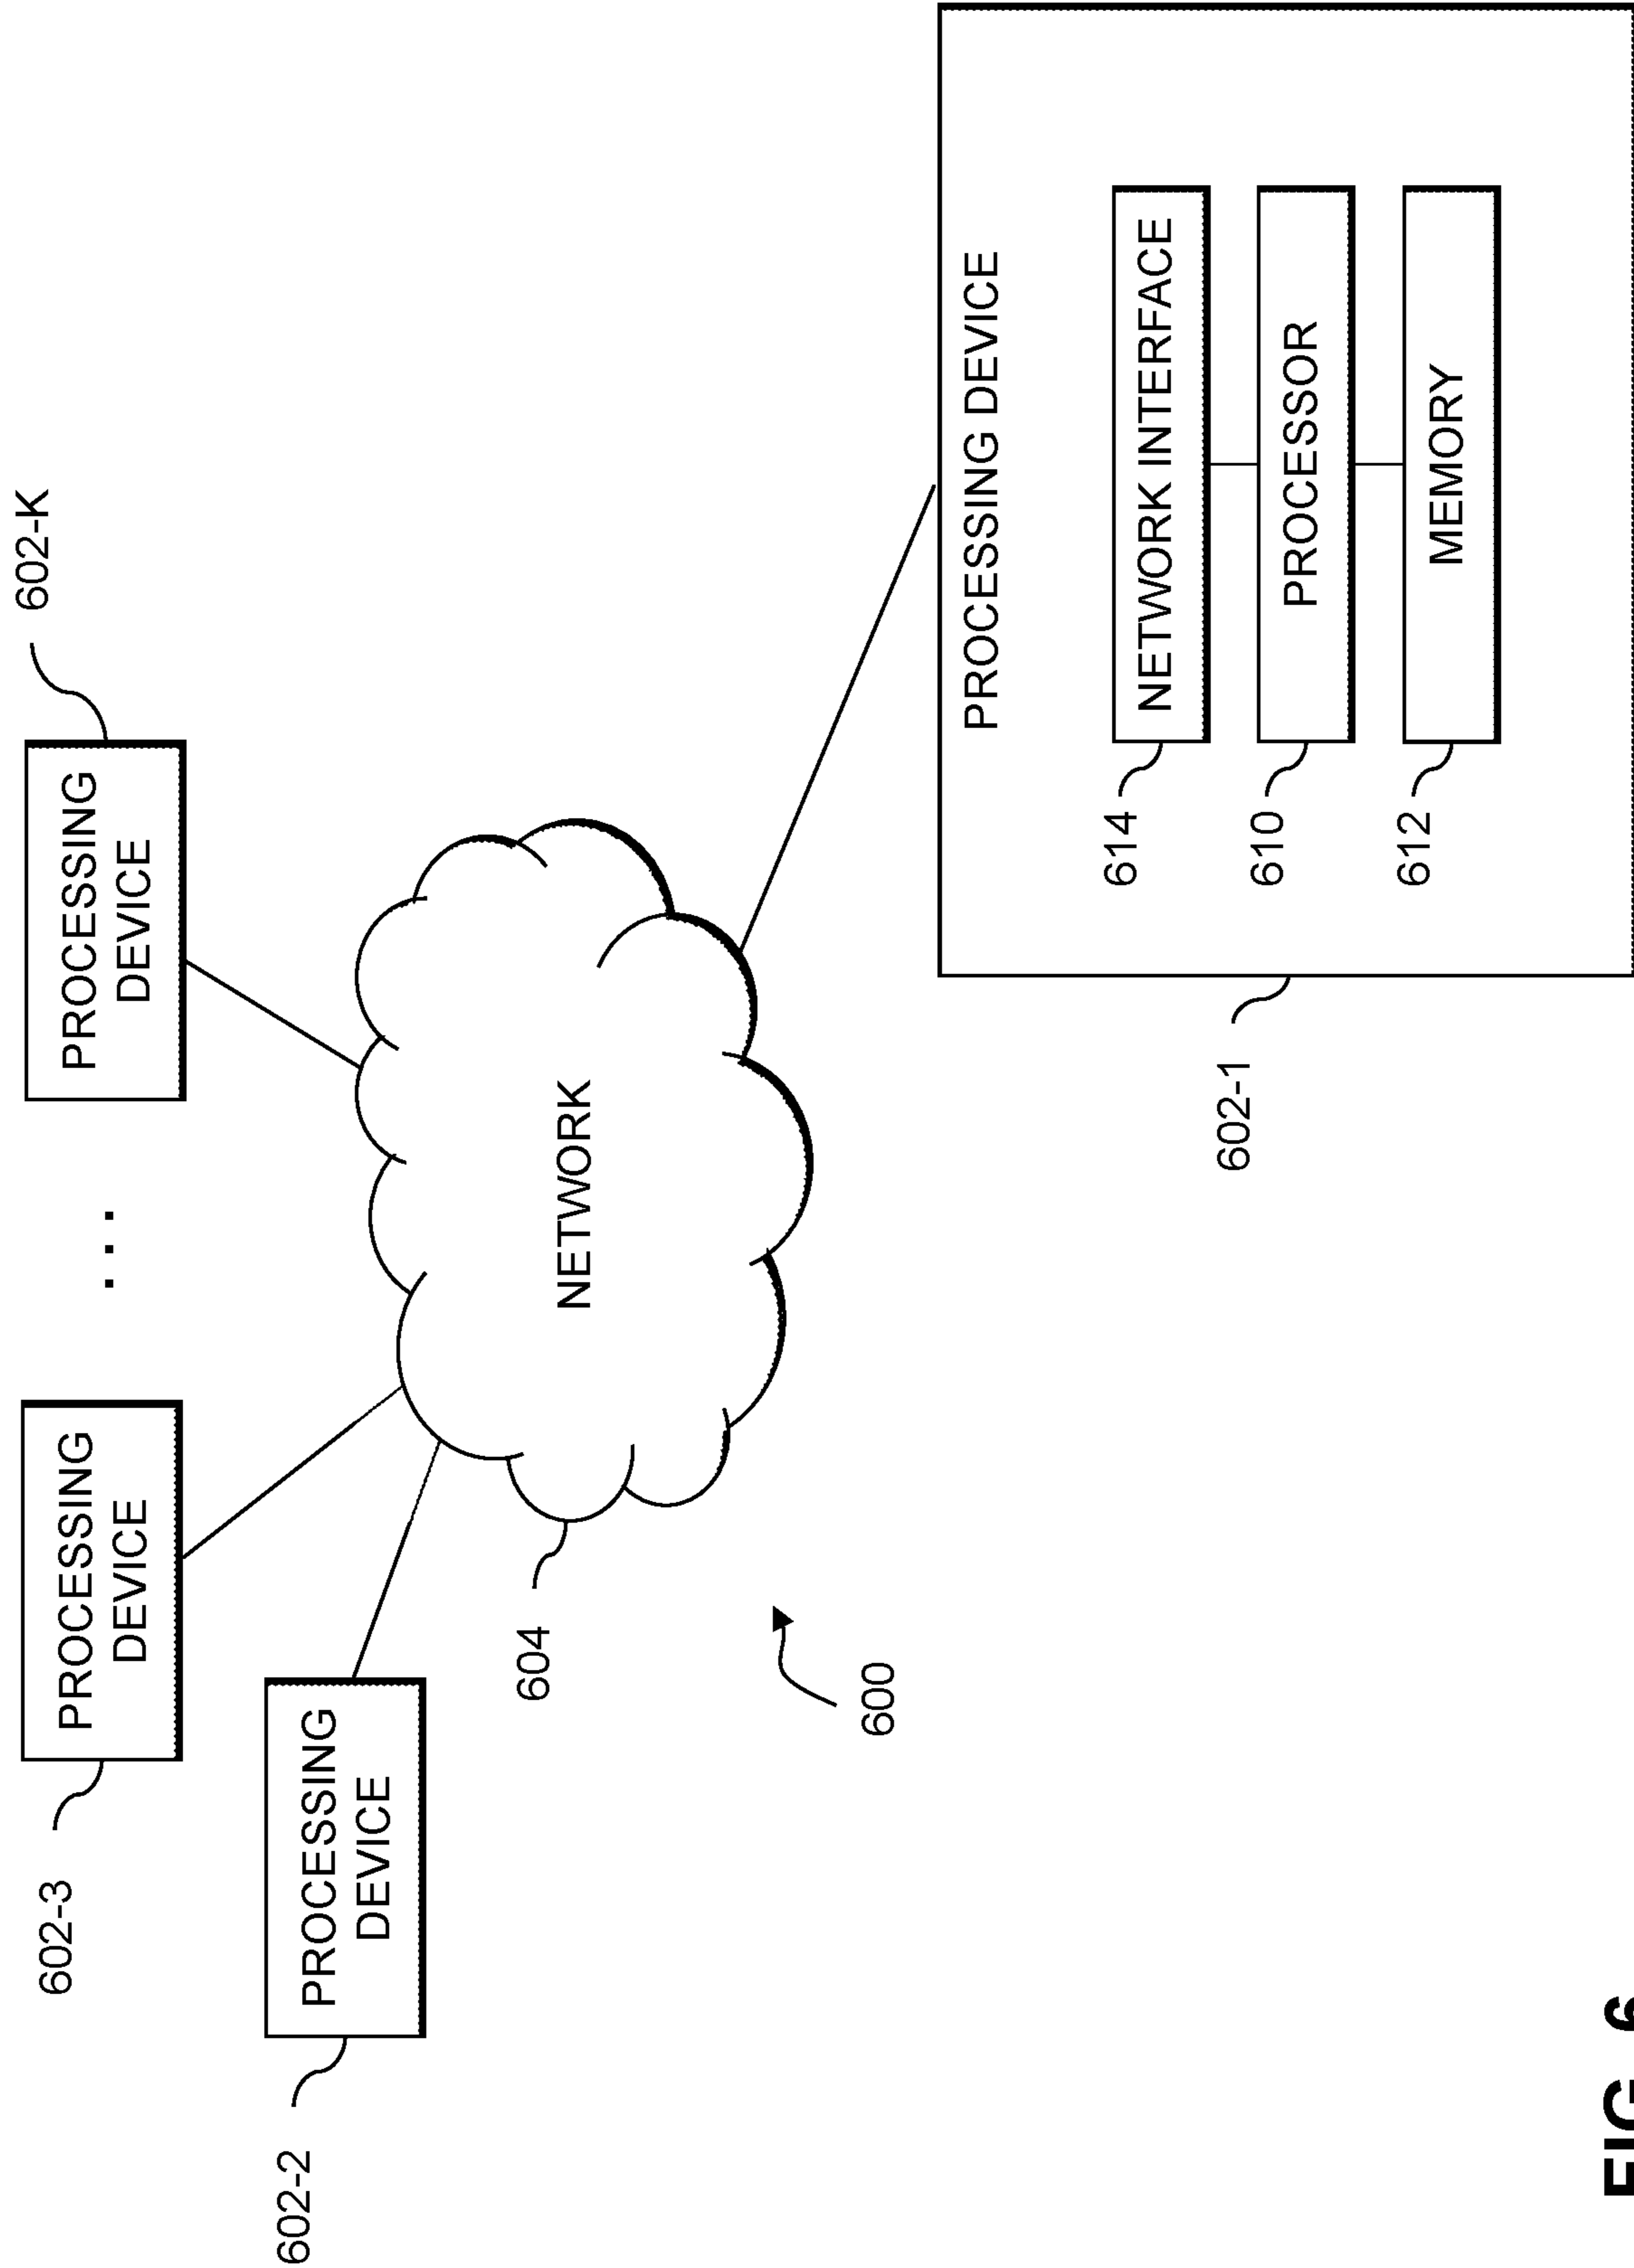 602-3
PROCESSING
DEVICE
. . .
PROCESSING
DEVICE
602-K
602-2
PROCESSING
DEVICE
604
NETWORK
600
PROCESSING DEVICE
614
NETWORK INTERFACE
602-1
610
PROCESSOR
612
MEMORY
FIG 6